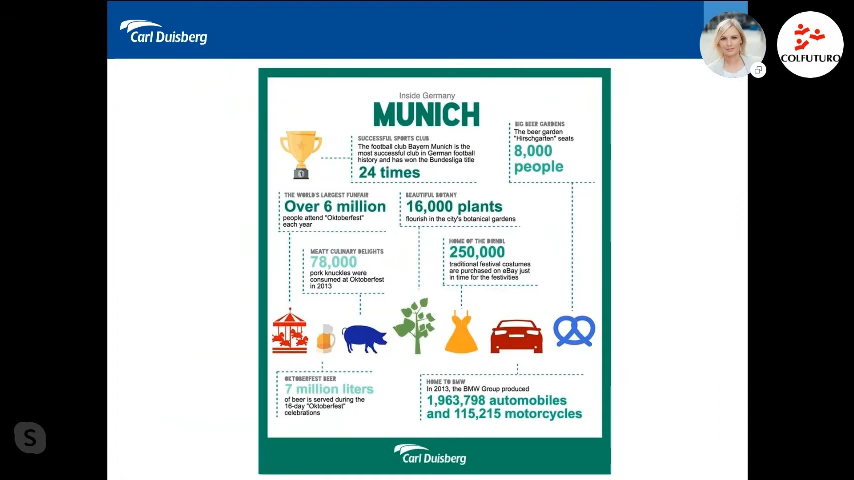 Carl Duisberg
COLFUTURO
Inside Germany
MUNICH
SUCCESSFUL SPORTS CLUB
The football club Bayern Munich is the
most successful club in German football
history and has won the Bundesliga title
24 times
BIG BEER GARDENS
The beer garden
"Hirschgarten" seats
8,000
people
THE WORLD'S LARGEST FUNFAIR
Over 6 million
people attend "Oktoberfest"
each year
BEAUTIFUL BOTANY
16,000 plants
flourish in the city's botanical gardens
MEATY CULINARY DELIGHTS
78,000
pork knuckles were
consumed at Oktoberfest
in 2013
HOME OF THE DIRNDL
250,000
traditional festival costumes
are purchased on eBay just
in time for the festivities
OKTOBERFEST BEER
7 million liters
of beer is served during the
16-day "Oktoberfest"
celebrations
HOME TO BMW
In 2013, the BMW Group produced
1,963,798 automobiles
and 115,215 motorcycles
Carl Duisberg
S